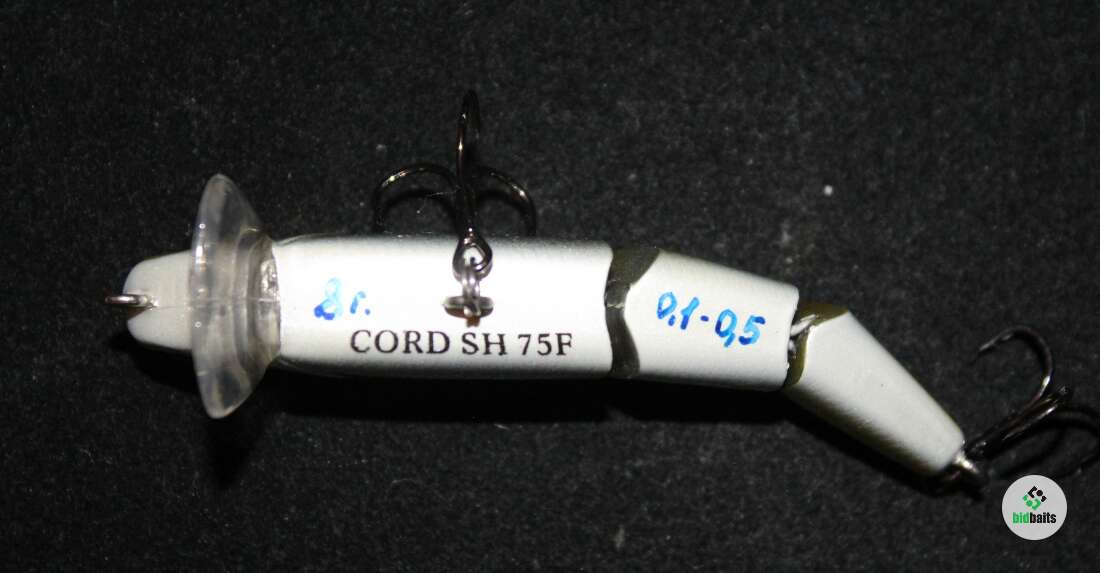 8г.
0,1-0,5
CORD SH 75F
bidbaits